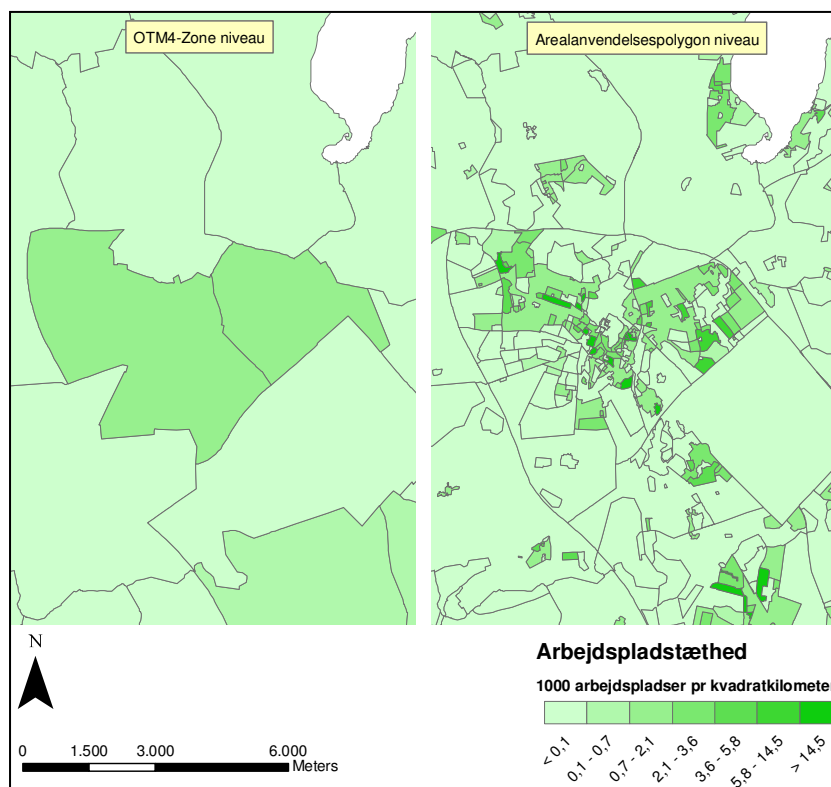 OTM4-Zone niveau
Arealanvendelsespolygon niveau
N
0 1.500 3.000 6.000
Meters
Arbejdspladstæthed
1000 arbejdspladser pr kvadratkilometer
< 0,1
0,1 - 0,7
0,7 - 2,1
2,1 - 3,6
3,6 - 5,8
5,8 - 14,5
> 14,5